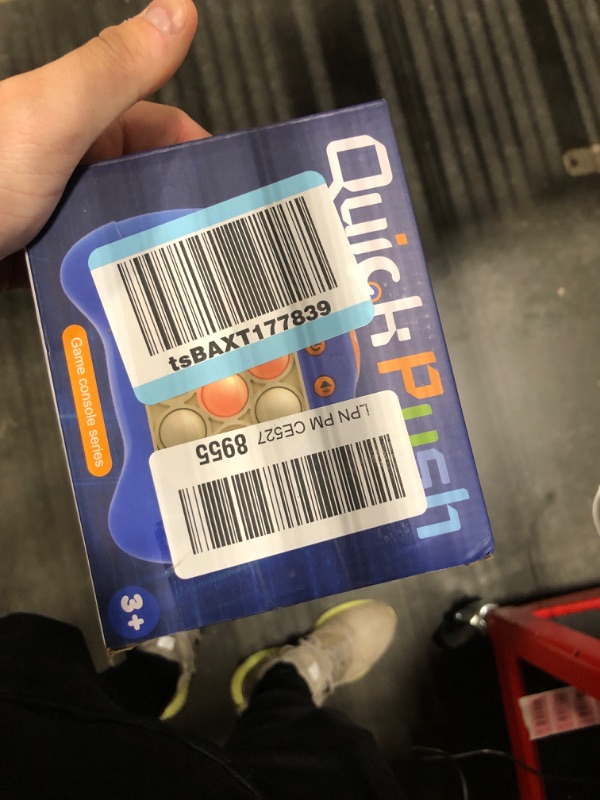 Quick Push
Game console series
tsBAXT177839
LPN PM CE527 8955
3+